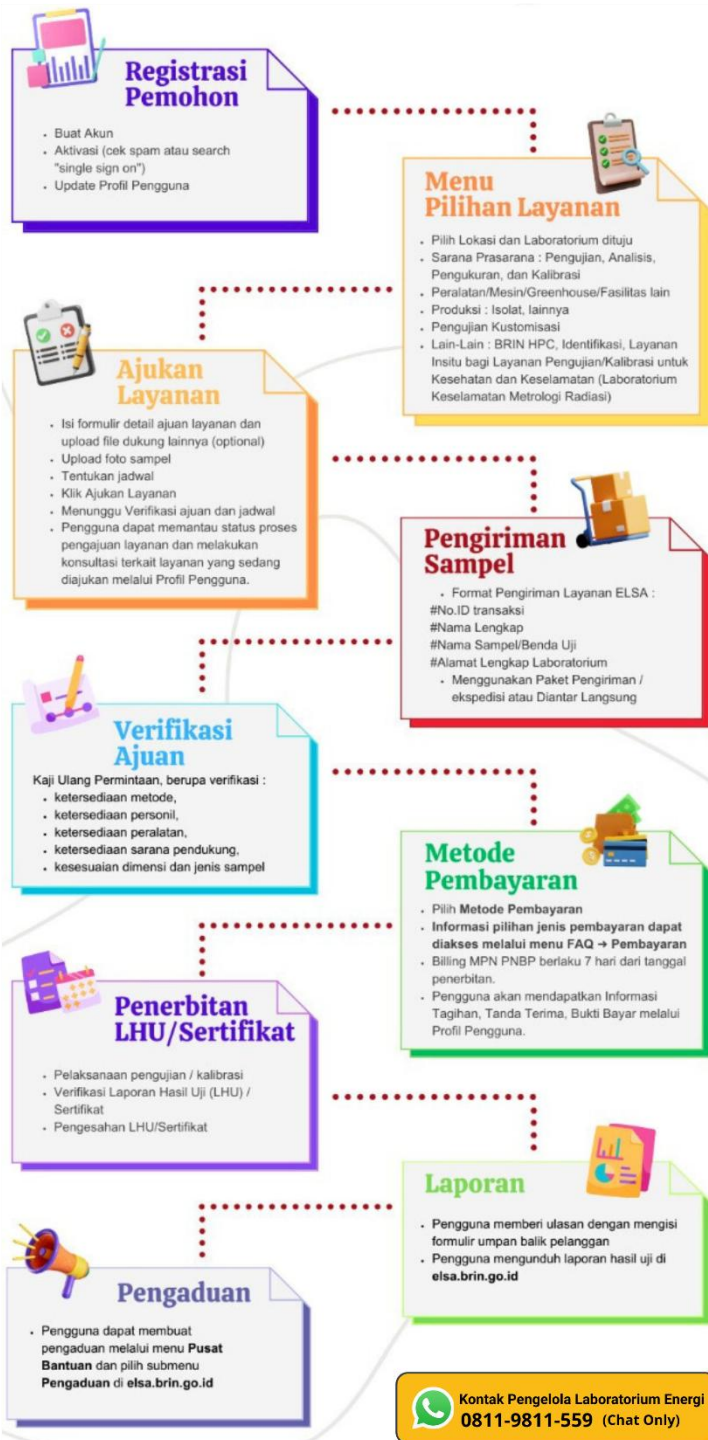 Registrasi
Pemohon
• Buat Akun
• Aktivasi (cek spam atau search
"single sign on")
• Update Profil Pengguna
Menu
Pilihan Layanan
• Pilih Lokasi dan Laboratorium dituju
• Sarana Prasarana : Pengujian, Analisis,
Pengukuran, dan Kalibrasi
• Peralatan/Mesin/Greenhouse/Fasilitas lain
• Produksi : Isolat, lainnya
• Pengujian Kustomisasi
• Lain-Lain : BRIN HPC, Identifikasi, Layanan
Insitu bagi Layanan Pengujian/Kalibrasi untuk
Kesehatan dan Keselamatan (Laboratorium
Keselamatan Metrologi Radiasi)
Ajukan
Layanan
• Isi formulir detail ajuan layanan dan
upload file dukung lainnya (optional)
• Upload foto sampel
• Tentukan jadwal
• Klik Ajukan Layanan
• Menunggu Verifikasi ajuan dan jadwal
• Pengguna dapat memantau status proses
pengajuan layanan dan melakukan
konsultasi terkait layanan yang sedang
diajukan melalui Profil Pengguna.
Pengiriman
Sampel
• Format Pengiriman Layanan ELSA :
#No.ID transaksi
#Nama Lengkap
#Nama Sampel/Benda Uji
#Alamat Lengkap Laboratorium
• Menggunakan Paket Pengiriman /
ekspedisi atau Diantar Langsung
Verifikasi
Ajuan
Kaji Ulang Permintaan, berupa verifikasi :
• ketersediaan metode,
• ketersediaan personil,
• ketersediaan peralatan,
• ketersediaan sarana pendukung,
• kesesuaian dimensi dan jenis sampel
Metode
Pembayaran
• Pilih Metode Pembayaran
• Informasi pilihan jenis pembayaran dapat
diakses melalui menu FAQ → Pembayaran
• Billing MPN PNBP berlaku 7 hari dari tanggal
penerbitan.
• Pengguna akan mendapatkan Informasi
Tagihan, Tanda Terima, Bukti Bayar melalui
Profil Pengguna.
Penerbitan
LHU/Sertifikat
• Pelaksanaan pengujian / kalibrasi
• Verifikasi Laporan Hasil Uji (LHU) /
Sertifikat
• Pengesahan LHU/Sertifikat
Laporan
• Pengguna memberi ulasan dengan mengisi
formulir umpan balik pelanggan
• Pengguna mengunduh laporan hasil uji di
elsa.brin.go.id
Pengaduan
• Pengguna dapat membuat
pengaduan melalui menu Pusat
Bantuan dan pilih submenu
Pengaduan di elsa.brin.go.id
Kontak Pengelola Laboratorium Energi
0811-9811-559 (Chat Only)